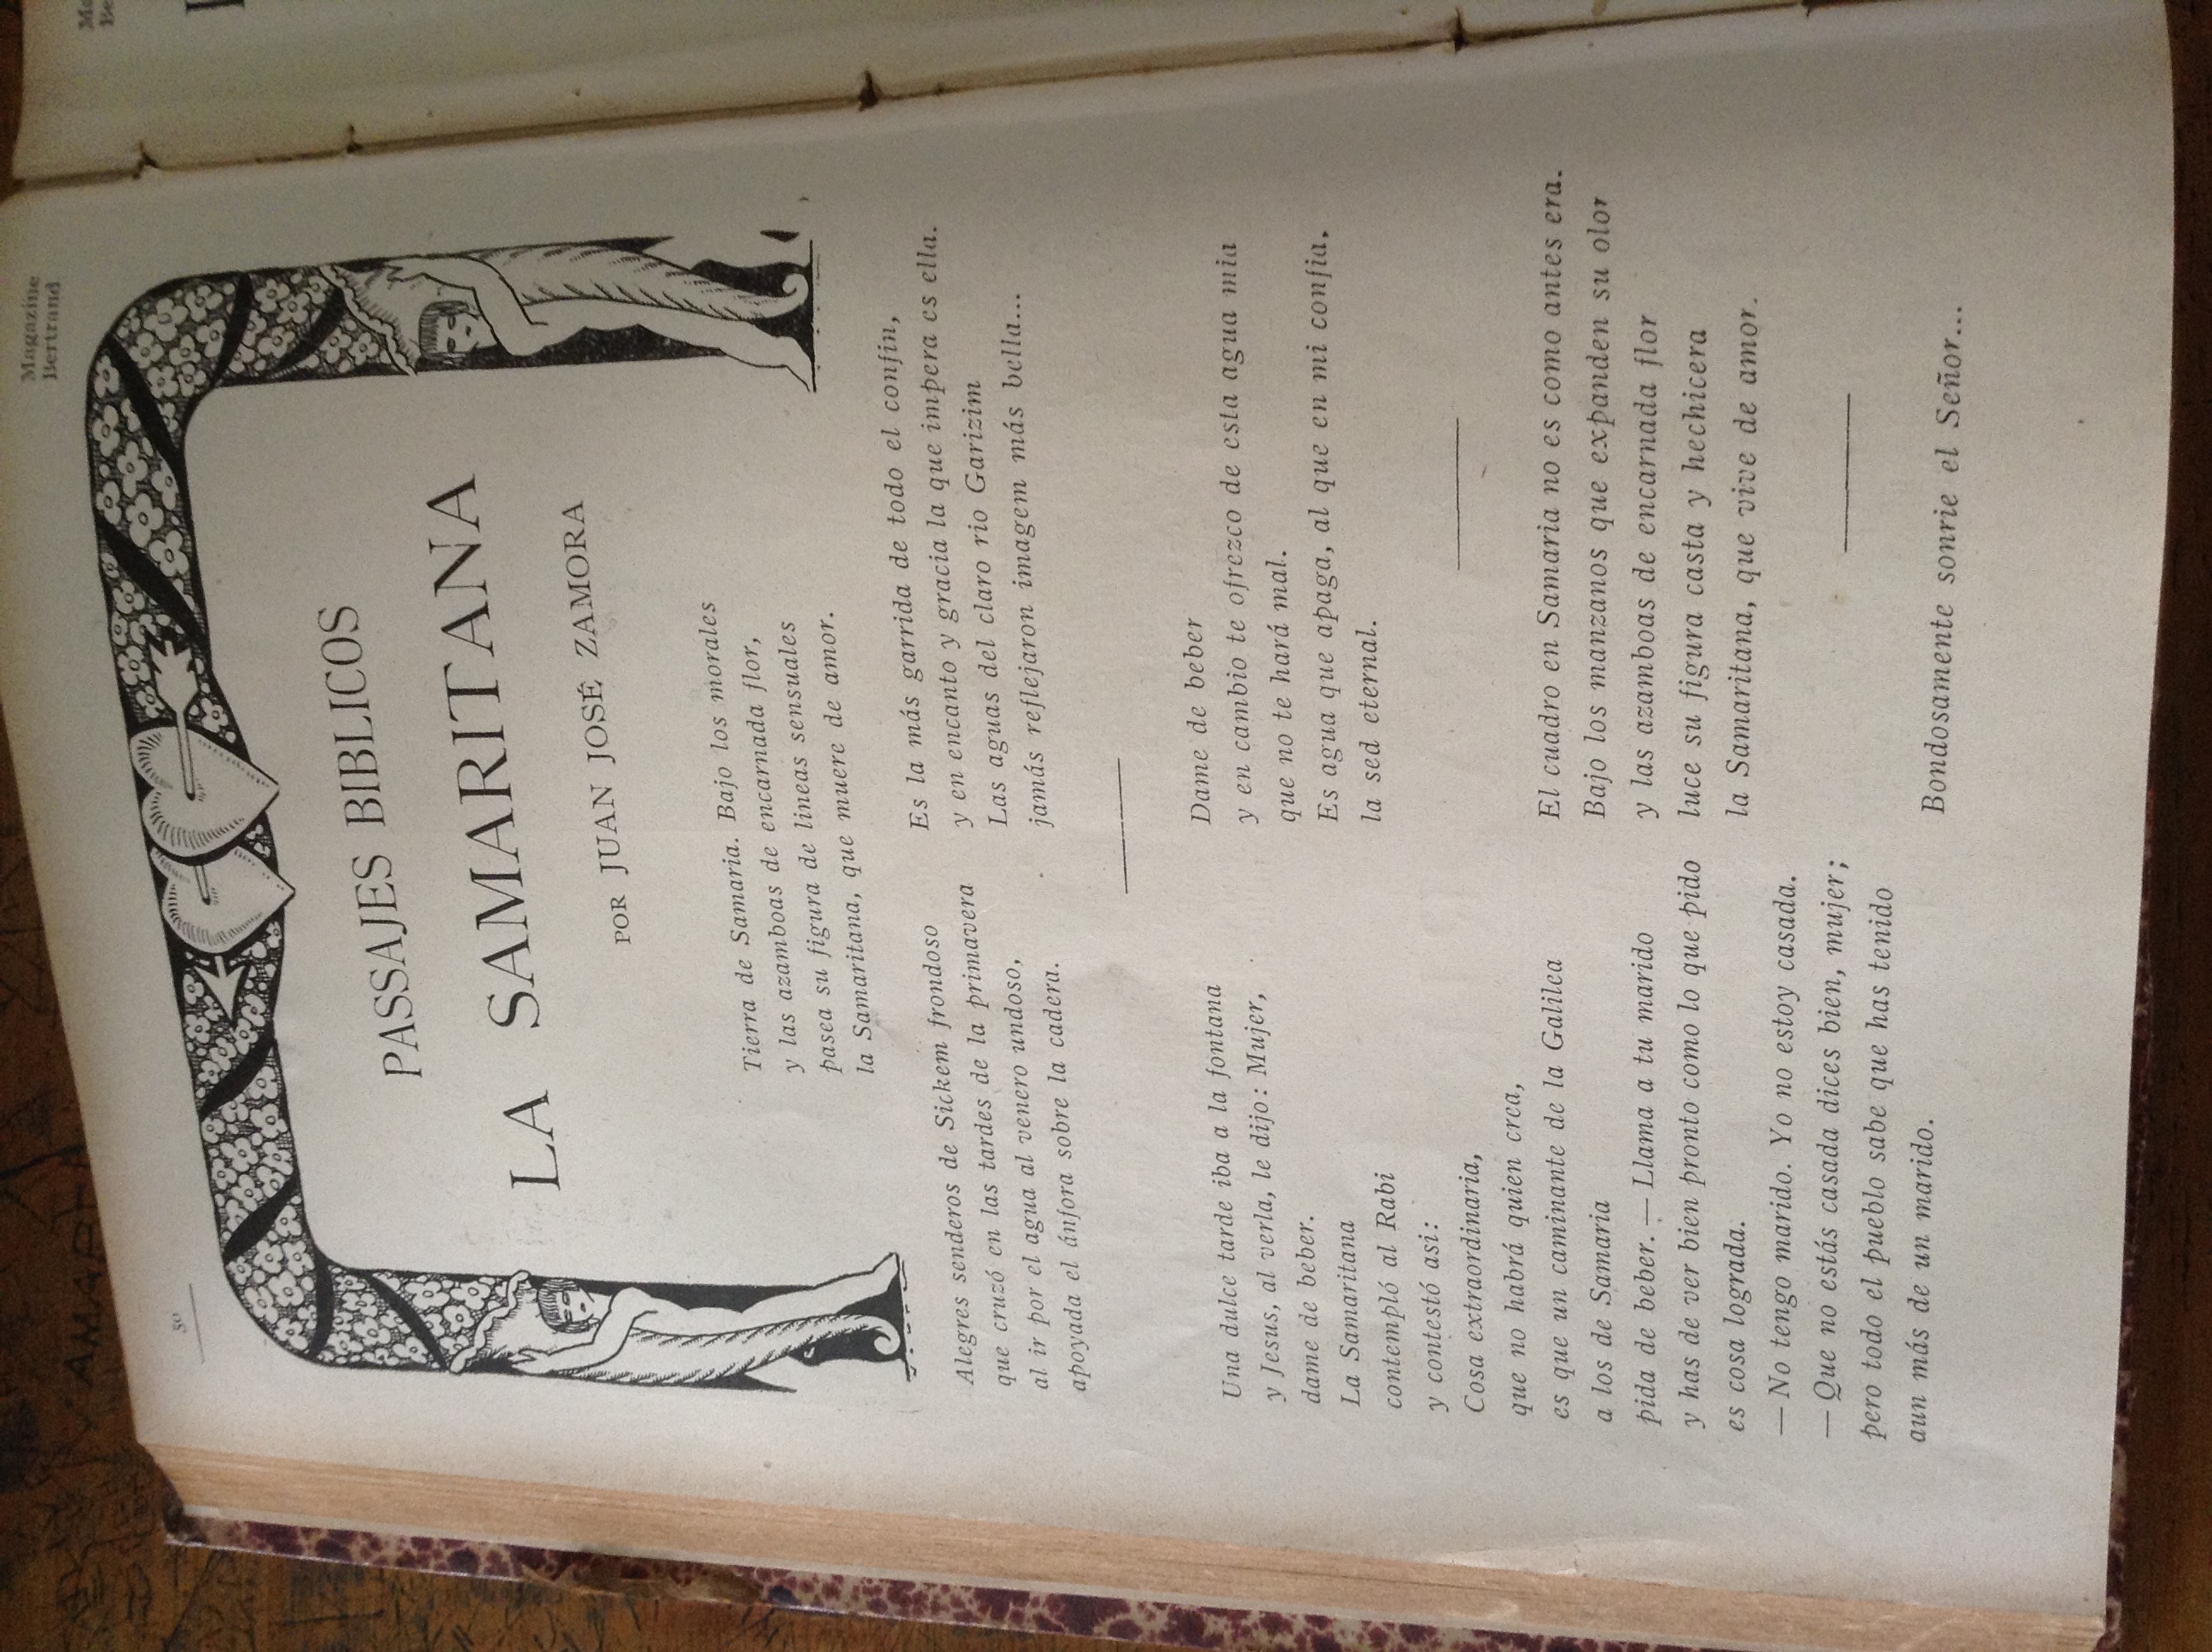 50
Magazine
Bertrand
PASSAJES BIBLICOS
LA SAMARITANA
POR JUAN JOSÉ ZAMORA
Tierra de Samaria. Bajo los morales
y las azamboas de encarnada flor,
pasea su figura de lineas sensuales
la Samaritana, que muere de amor.
Alegres senderos de Sickem frondoso
que cruzó en las tardes de la primavera
al ir por el agua al venero undoso,
apoyada el ánfora sobre la cadera.
Es la más garrida de todo el confin,
y en encanto y gracia la que impera es ella.
Las aguas del claro rio Garizim
jamás reflejaron imagem más bella...
Una dulce tarde iba a la fontana
y Jesus, al verla, le dijo: Mujer,
dame de beber.
La Samaritana
contempló al Rabi
y contestó asi:
Cosa extraordinaria,
que no habrá quien crea,
es que un caminante de la Galilea
a los de Samaria
pida de beber. — Llama a tu marido
y has de ver bien pronto como lo que pido
es cosa lograda.
— No tengo marido. Yo no estoy casada.
— Que no estás casada dices bien, mujer;
pero todo el pueblo sabe que has tenido
aun más de un marido.
Dame de beber
y en cambio te ofrezco de esta agua mia
que no te hará mal.
Es agua que apaga, al que en mi confia,
la sed eternal.
El cuadro en Samaria no es como antes era.
Bajo los manzanos que expanden su olor
y las azamboas de encarnada flor
luce su figura casta y hechicera
la Samaritana, que vive de amor.
Bondosamente sonrie el Señor...